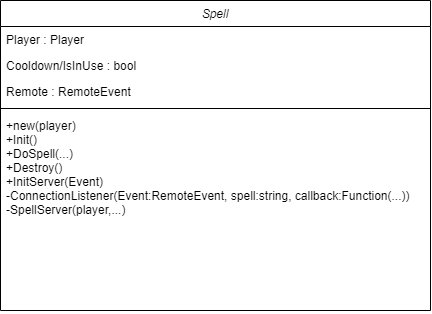 Spell
Player : Player
Cooldown/IsInUse : bool
Remote : RemoteEvent
+new(player)
+Init()
+DoSpell(...)
+Destroy()
+InitServer(Event)
-ConnectionListener(Event:RemoteEvent, spell:string, callback:Function(...))
-SpellServer(player,...)